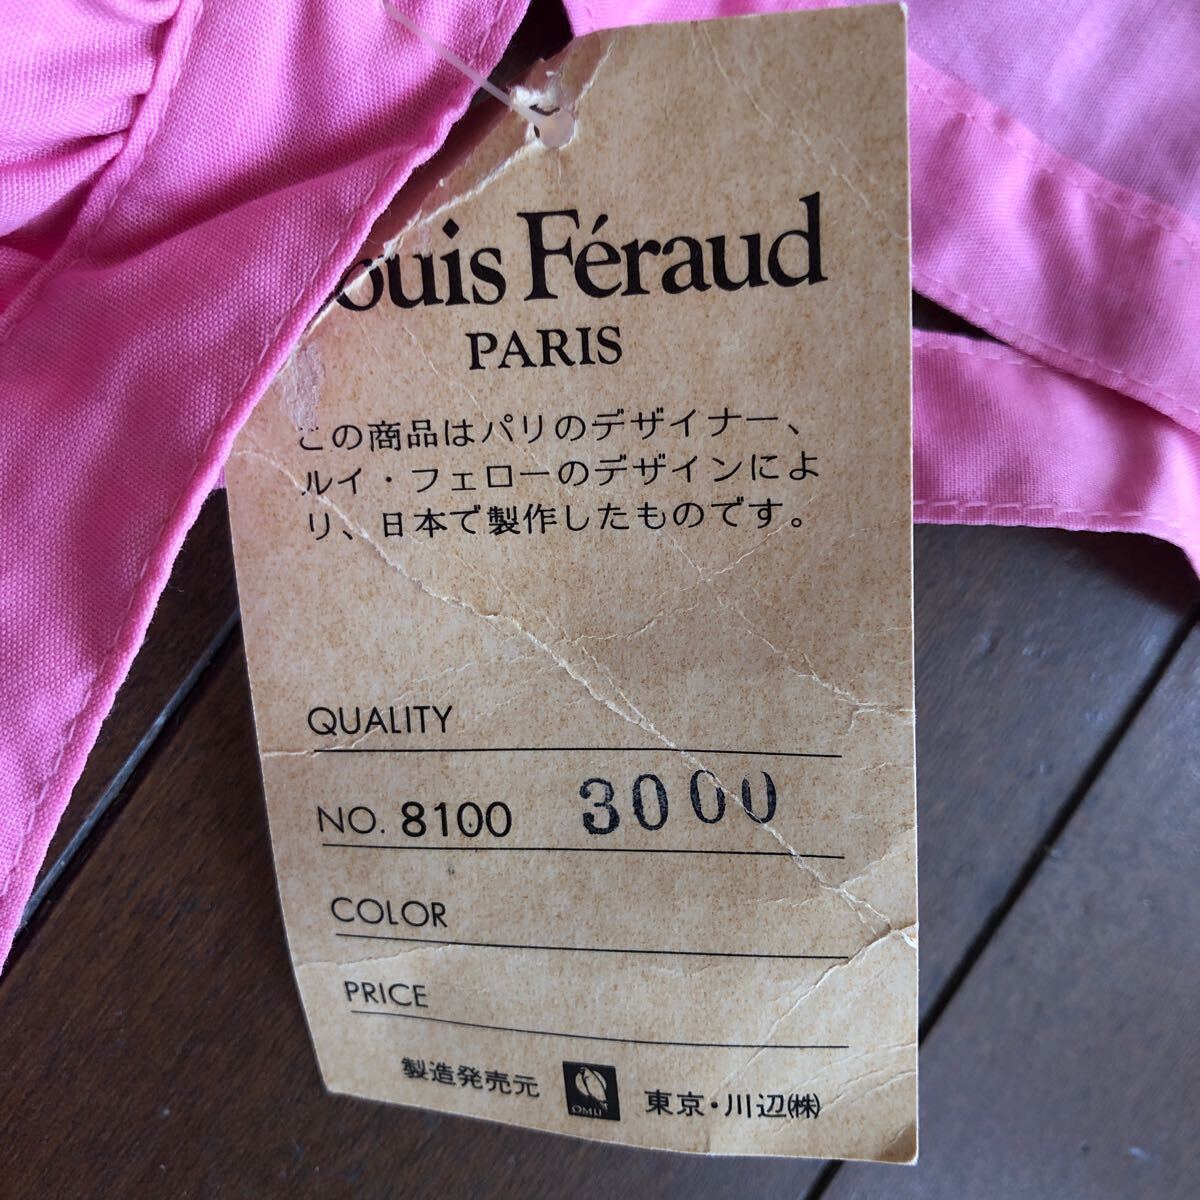 Louis Féraud
PARIS
この商品はパリのデザイナー、
ルイ・フェローのデザインによ
り、日本で製作したものです。
QUALITY
NO. 8100 3000
COLOR
PRICE
製造発売元 OMLI 東京・川辺㈱